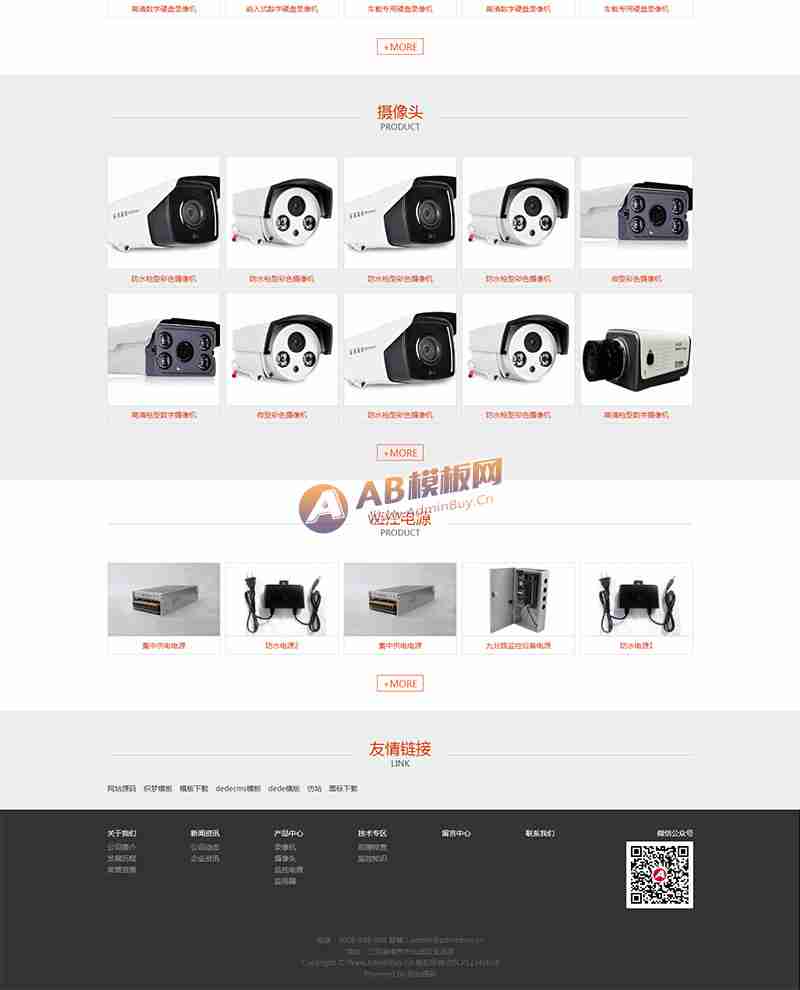 高清数字硬盘录像机 嵌入式数字硬盘录像机 车载专用硬盘录像机 高清数字硬盘录像机 车载专用硬盘录像机
+MORE
摄像头
PRODUCT
防水枪型彩色摄像机 防水枪型彩色摄像机 防水枪型彩色摄像机 防水枪型彩色摄像机 枪型彩色摄像机
高清枪型数字摄像机 枪型彩色摄像机 防水枪型彩色摄像机 防水枪型彩色摄像机 高清枪型数字摄像机
+MORE
AB模板网
www.AdminBuy.Cn
监控电源
PRODUCT
集中供电电源 防水电源2 集中供电电源 九分路监控设备电源 防水电源1
+MORE
友情链接
LINK
网站源码 织梦模板 模板下载 dedecms模板 dede模板 仿站 图标下载
关于我们 新闻资讯 产品中心 技术专区 留言中心 联系我们 微信公众号
公司简介 公司动态 录像机 故障检测
发展历程 企业资讯 摄像头 监控知识
荣誉资质 监控电源
监视器